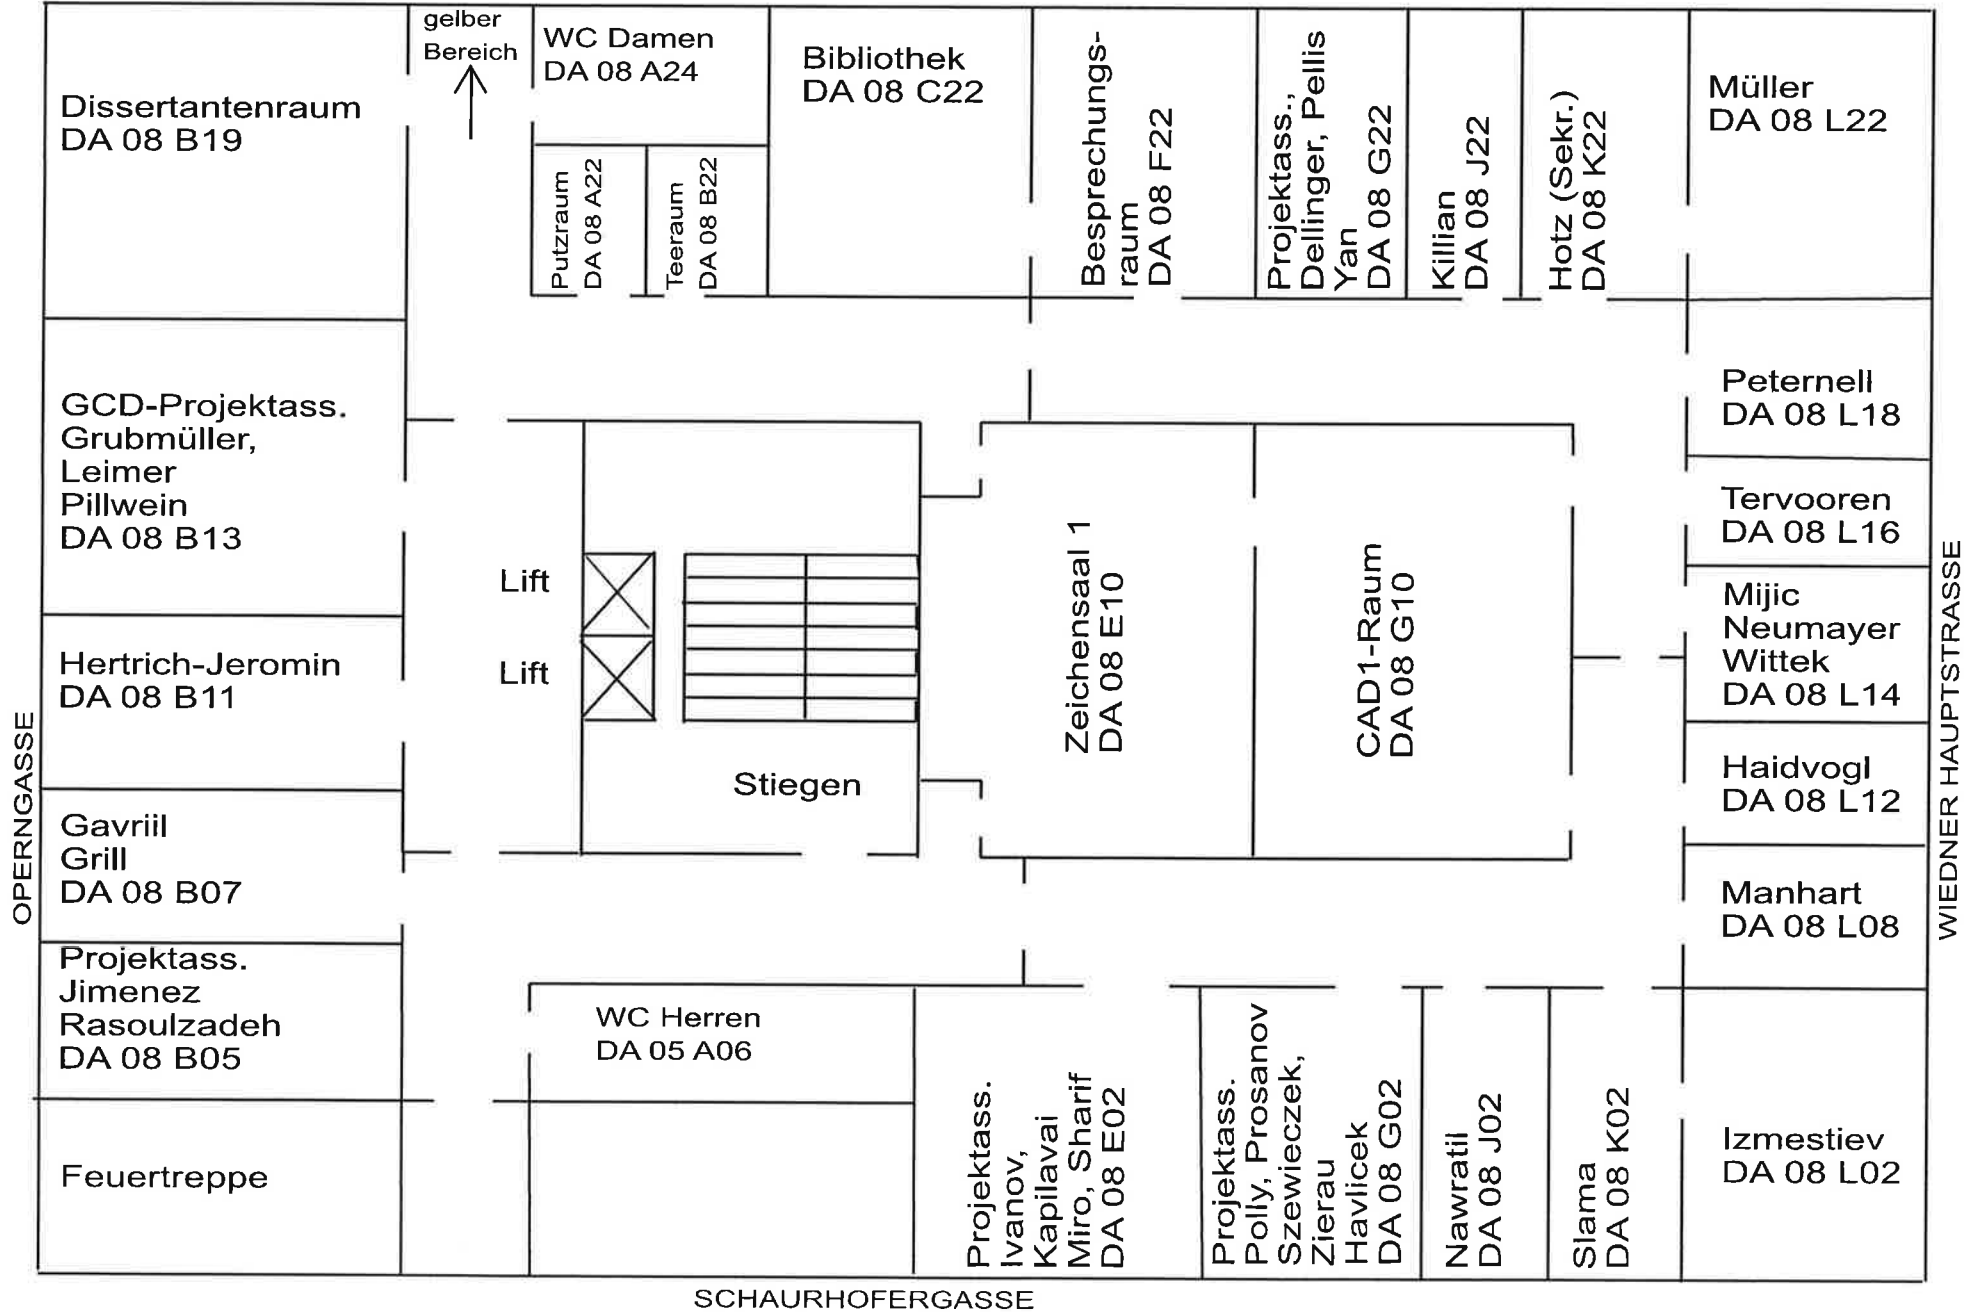 gelber
Bereich
WC Damen
DA 08 A24
Bibliothek
DA 08 C22
Dissertantenraum
DA 08 B19
Putzraum
DA 08 A22
Teeraum
DA 08 B22
Besprechungs-
raum
DA 08 F22
Projektass.,
Dellinger, Pellis
Yan
DA 08 G22
Killian
DA 08 J22
Hotz (Sekr.)
DA 08 K22
Müller
DA 08 L22
Peternell
DA 08 L18
GCD-Projektass.
Grubmüller,
Leimer
Pillwein
DA 08 B13
Tervooren
DA 08 L16
Lift
Lift
Zeichensaal 1
DA 08 E10
CAD1-Raum
DA 08 G10
Mijic
Neumayer
Wittek
DA 08 L14
Hertrich-Jeromin
DA 08 B11
Stiegen
Haidvogl
DA 08 L12
OPERNGASSE
WIEDNER HAUPTSTRASSE
Gavriil
Grill
DA 08 B07
Manhart
DA 08 L08
Projektass.
Jimenez
Rasoulzadeh
DA 08 B05
WC Herren
DA 05 A06
Projektass.
Ivanov,
Kapilavai
Miro, Sharif
DA 08 E02
Projektass.
Polly, Prosanov
Szewieczek,
Zierau
Havlicek
DA 08 G02
Nawratil
DA 08 J02
Slama
DA 08 K02
Izmestiev
DA 08 L02
Feuertreppe
SCHAURHOFERGASSE